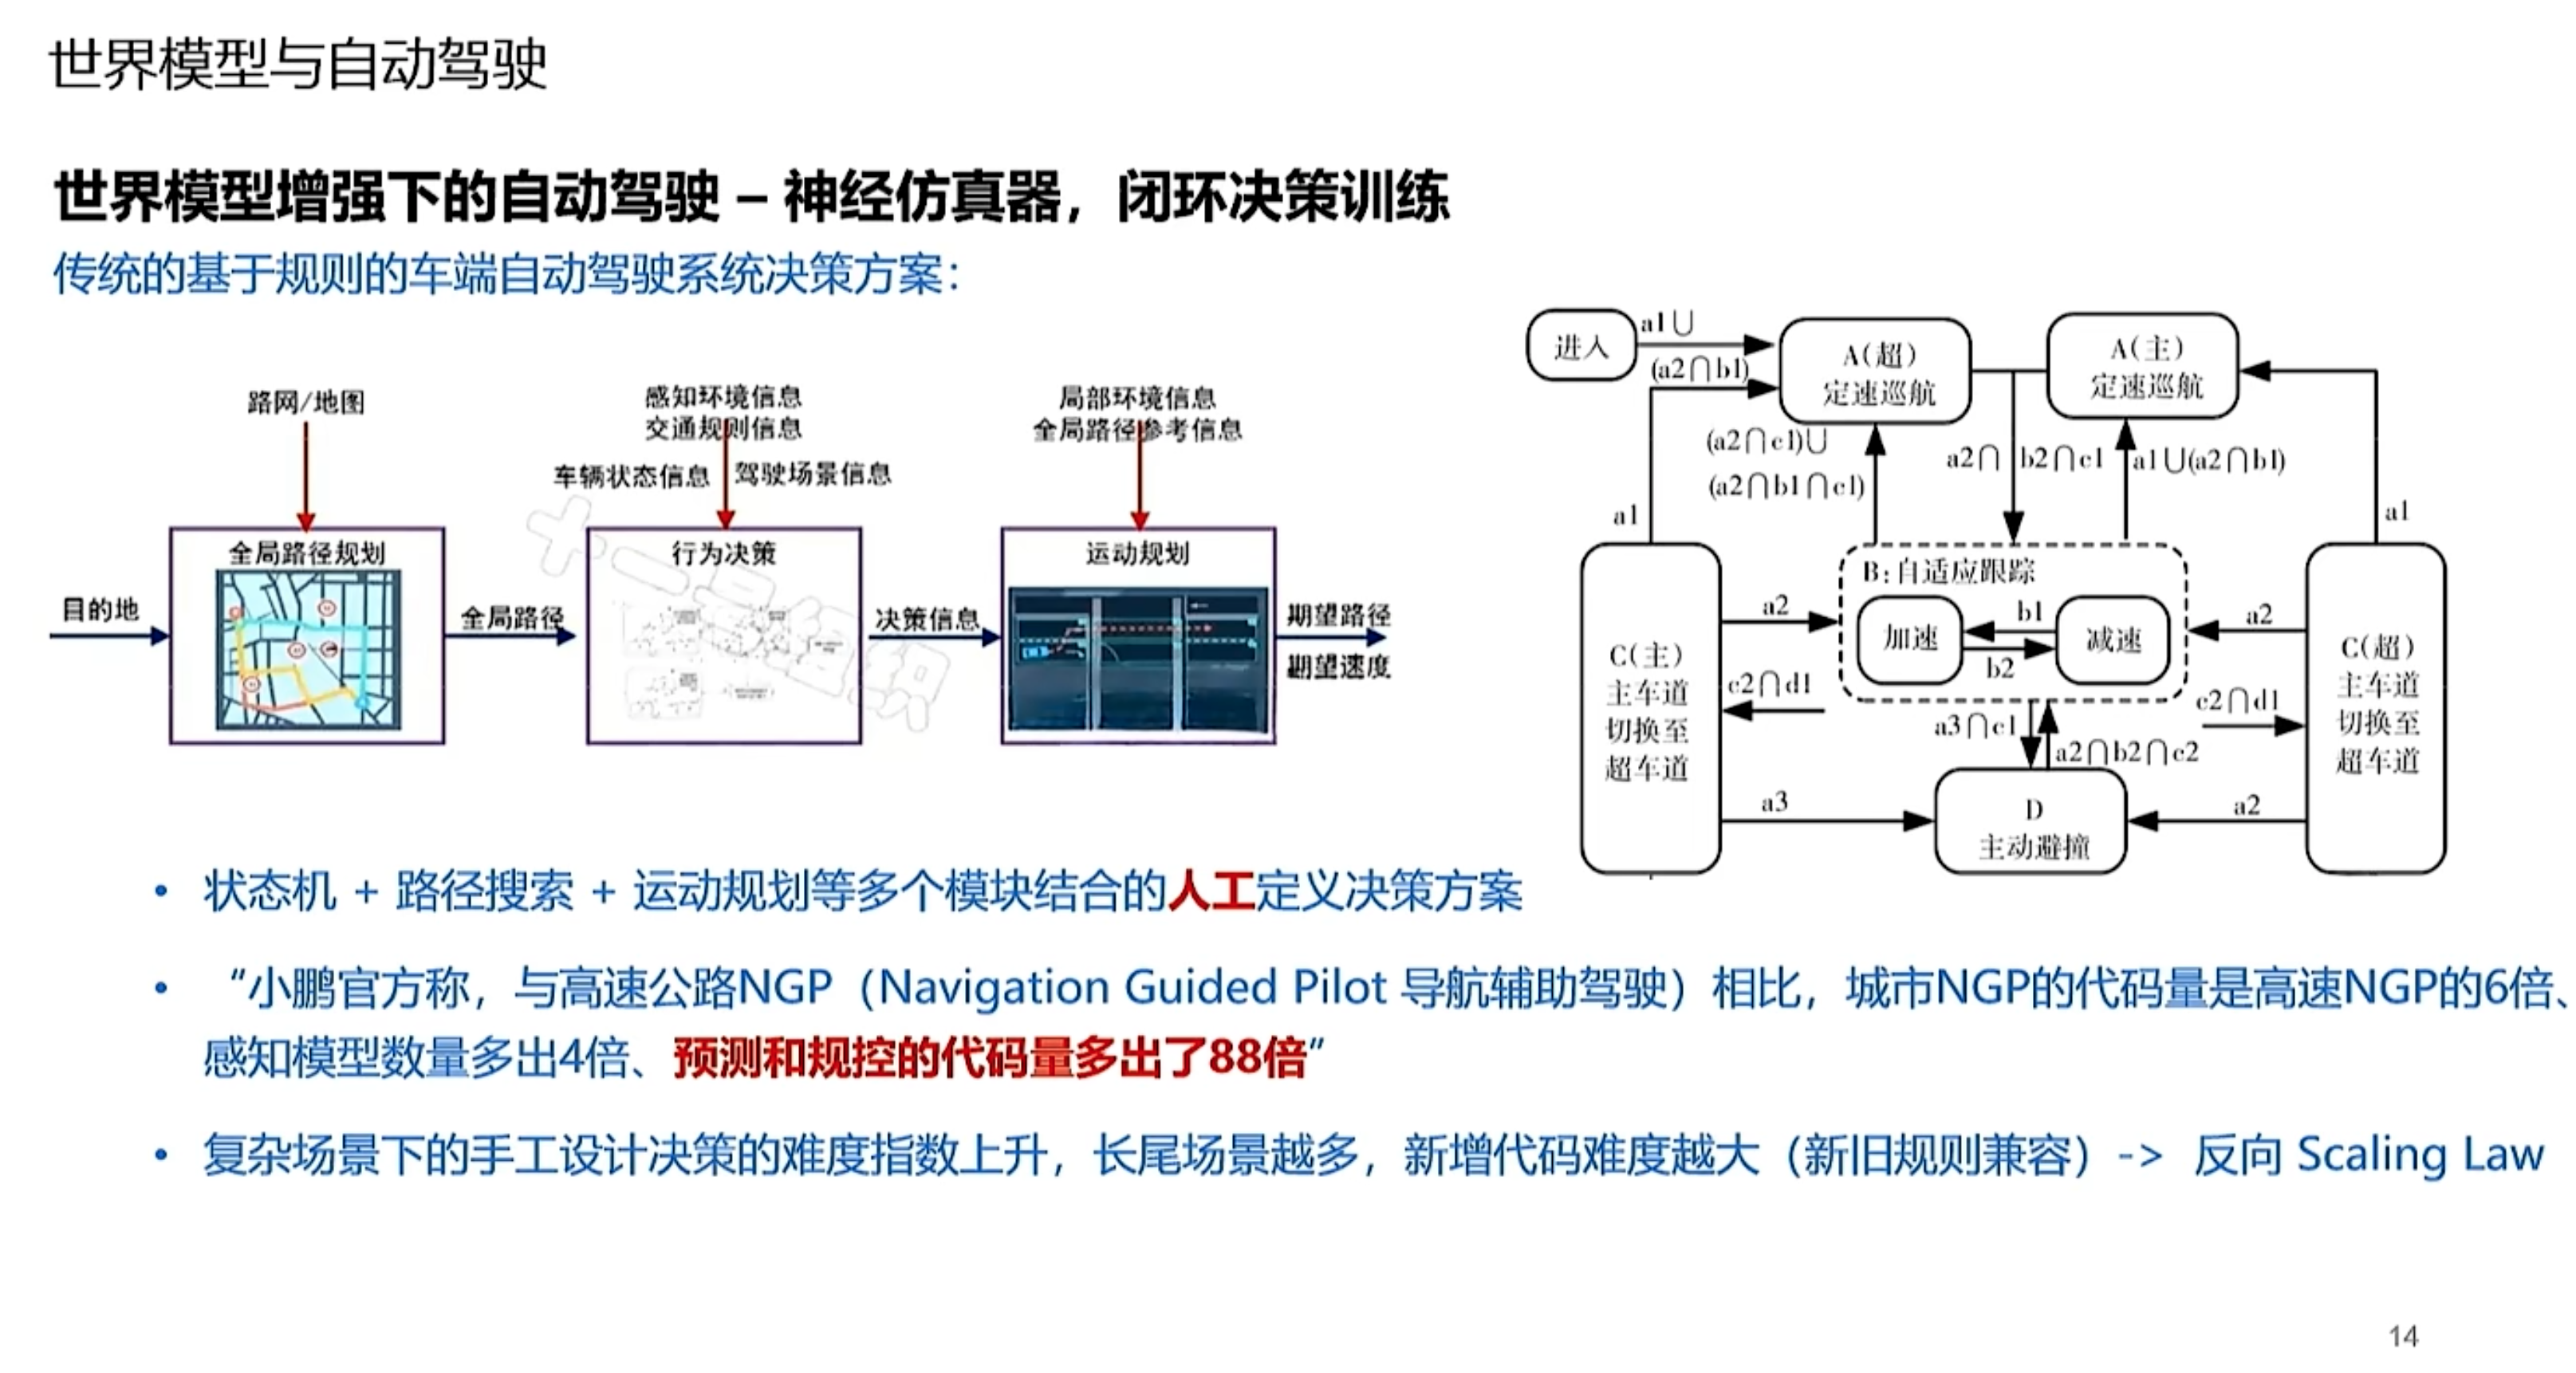 世界模型与自动驾驶
世界模型增强下的自动驾驶 – 神经仿真器，闭环决策训练
传统的基于规则的车端自动驾驶系统决策方案：
路网/地图
感知环境信息
交通规则信息
车辆状态信息
驾驶场景信息
局部环境信息
全局路径参考信息
目的地
全局路径规划
全局路径
行为决策
决策信息
运动规划
期望路径
期望速度
十一号组织
进入
a1⋃
(a2⋂b1)
A(超)
定速巡航
A(主)
定速巡航
(a2⋂c1)⋃
(a2⋂b1⋂c1)
a2⋂
b2⋂c1
a1⋃(a2⋂b1)
a1
a1
B:自适应跟踪
加速
b1
b2
减速
a2
a2
C(主)
主车道
切换至
超车道
C(超)
主车道
切换至
超车道
c2⋂d1
c2⋂d1
a3⋂c1
a2⋂b2⋂c2
a3
D
主动避撞
a2
• 状态机 + 路径搜索 + 运动规划等多个模块结合的人工定义决策方案
• “小鹏官方称，与高速公路NGP（Navigation Guided Pilot 导航辅助驾驶）相比，城市NGP的代码量是高速NGP的6倍、
感知模型数量多出4倍、预测和规控的代码量多出了88倍”
• 复杂场景下的手工设计决策的难度指数上升，长尾场景越多，新增代码难度越大（新旧规则兼容）-> 反向 Scaling Law
14